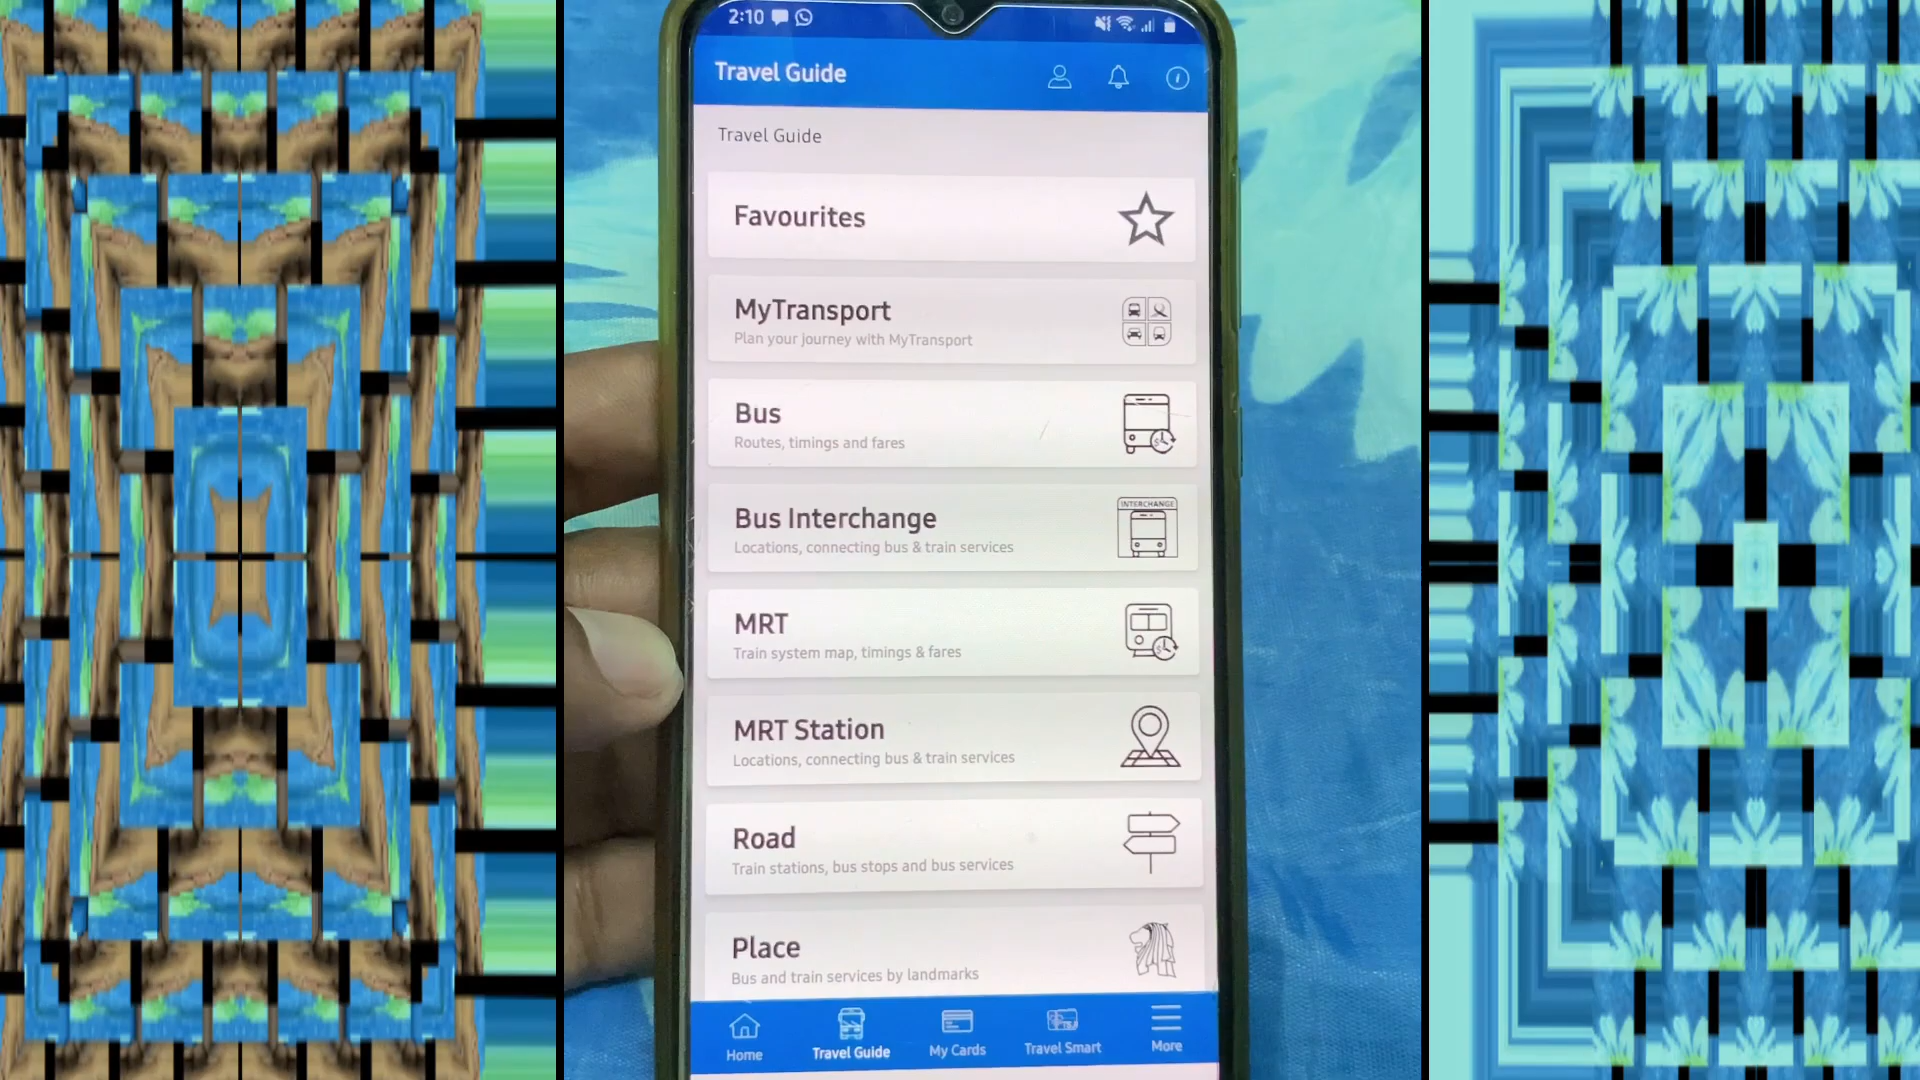 2:10
Travel Guide
Travel Guide
Favourites
MyTransport
Plan your journey with MyTransport
Bus
Routes, timings and fares
Bus Interchange
Locations, connecting bus & train services
INTERCHANGE
MRT
Train system map, timings & fares
MRT Station
Locations, connecting bus & train services
Road
Train stations, bus stops and bus services
Place
Bus and train services by landmarks
Home
Travel Guide
My Cards
Travel Smart
More